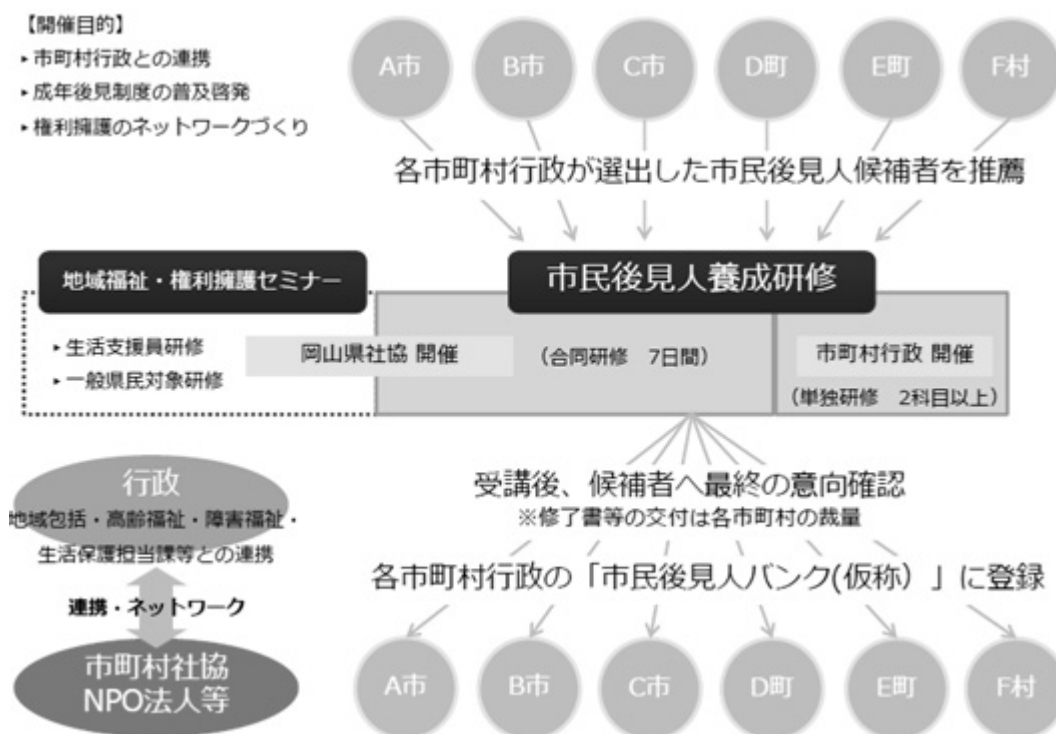 【開催目的】
▸市町村行政との連携
▸成年後見制度の普及啓発
▸権利擁護のネットワークづくり
A市
B市
C市
D町
E町
F村
各市町村行政が選出した市民後見人候補者を推薦
地域福祉・権利擁護セミナー
市民後見人養成研修
▸生活支援員研修
▸一般県民対象研修
岡山県社協 開催
（合同研修　7日間）
市町村行政 開催
（単独研修　2科目以上）
受講後、候補者へ最終の意向確認
※修了書等の交付は各市町村の裁量
各市町村行政の「市民後見人バンク(仮称）」に登録
行政
地域包括・高齢福祉・障害福祉・
生活保護担当課等との連携
連携・ネットワーク
市町村社協
NPO法人等
A市
B市
C市
D町
E町
F村